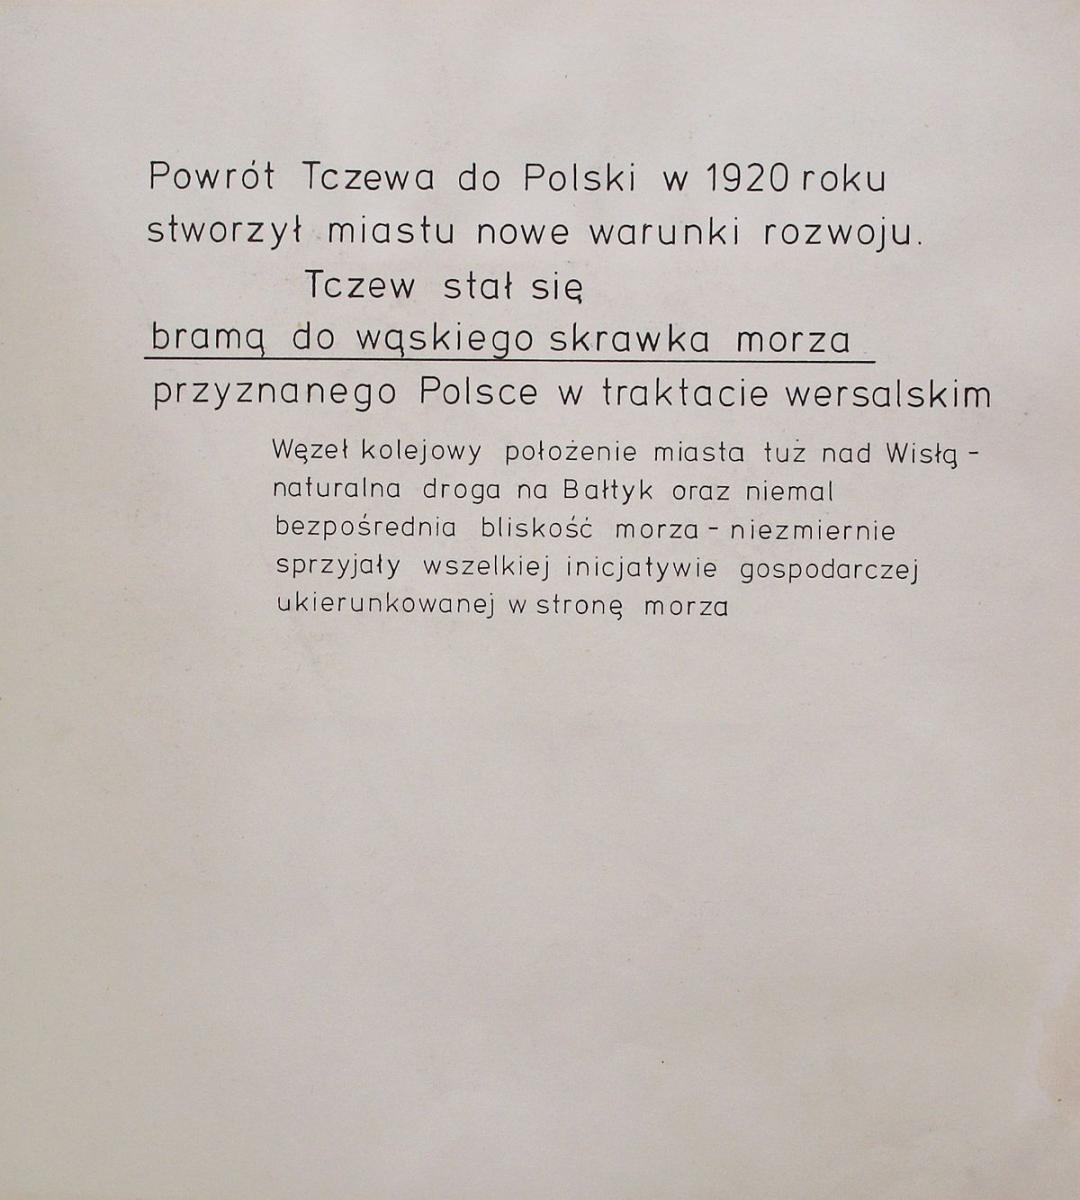 Powrót Tczewa do Polski w 1920 roku
stworzył miastu nowe warunki rozwoju.
Tczew stał się
bramą do wąskiego skrawka morza
przyznanego Polsce w traktacie wersalskim
Węzeł kolejowy położenie miasta tuż nad Wisłą -
naturalna droga na Bałtyk oraz niemal
bezpośrednia bliskość morza - niezmiernie
sprzyjały wszelkiej inicjatywie gospodarczej
ukierunkowanej w stronę morza